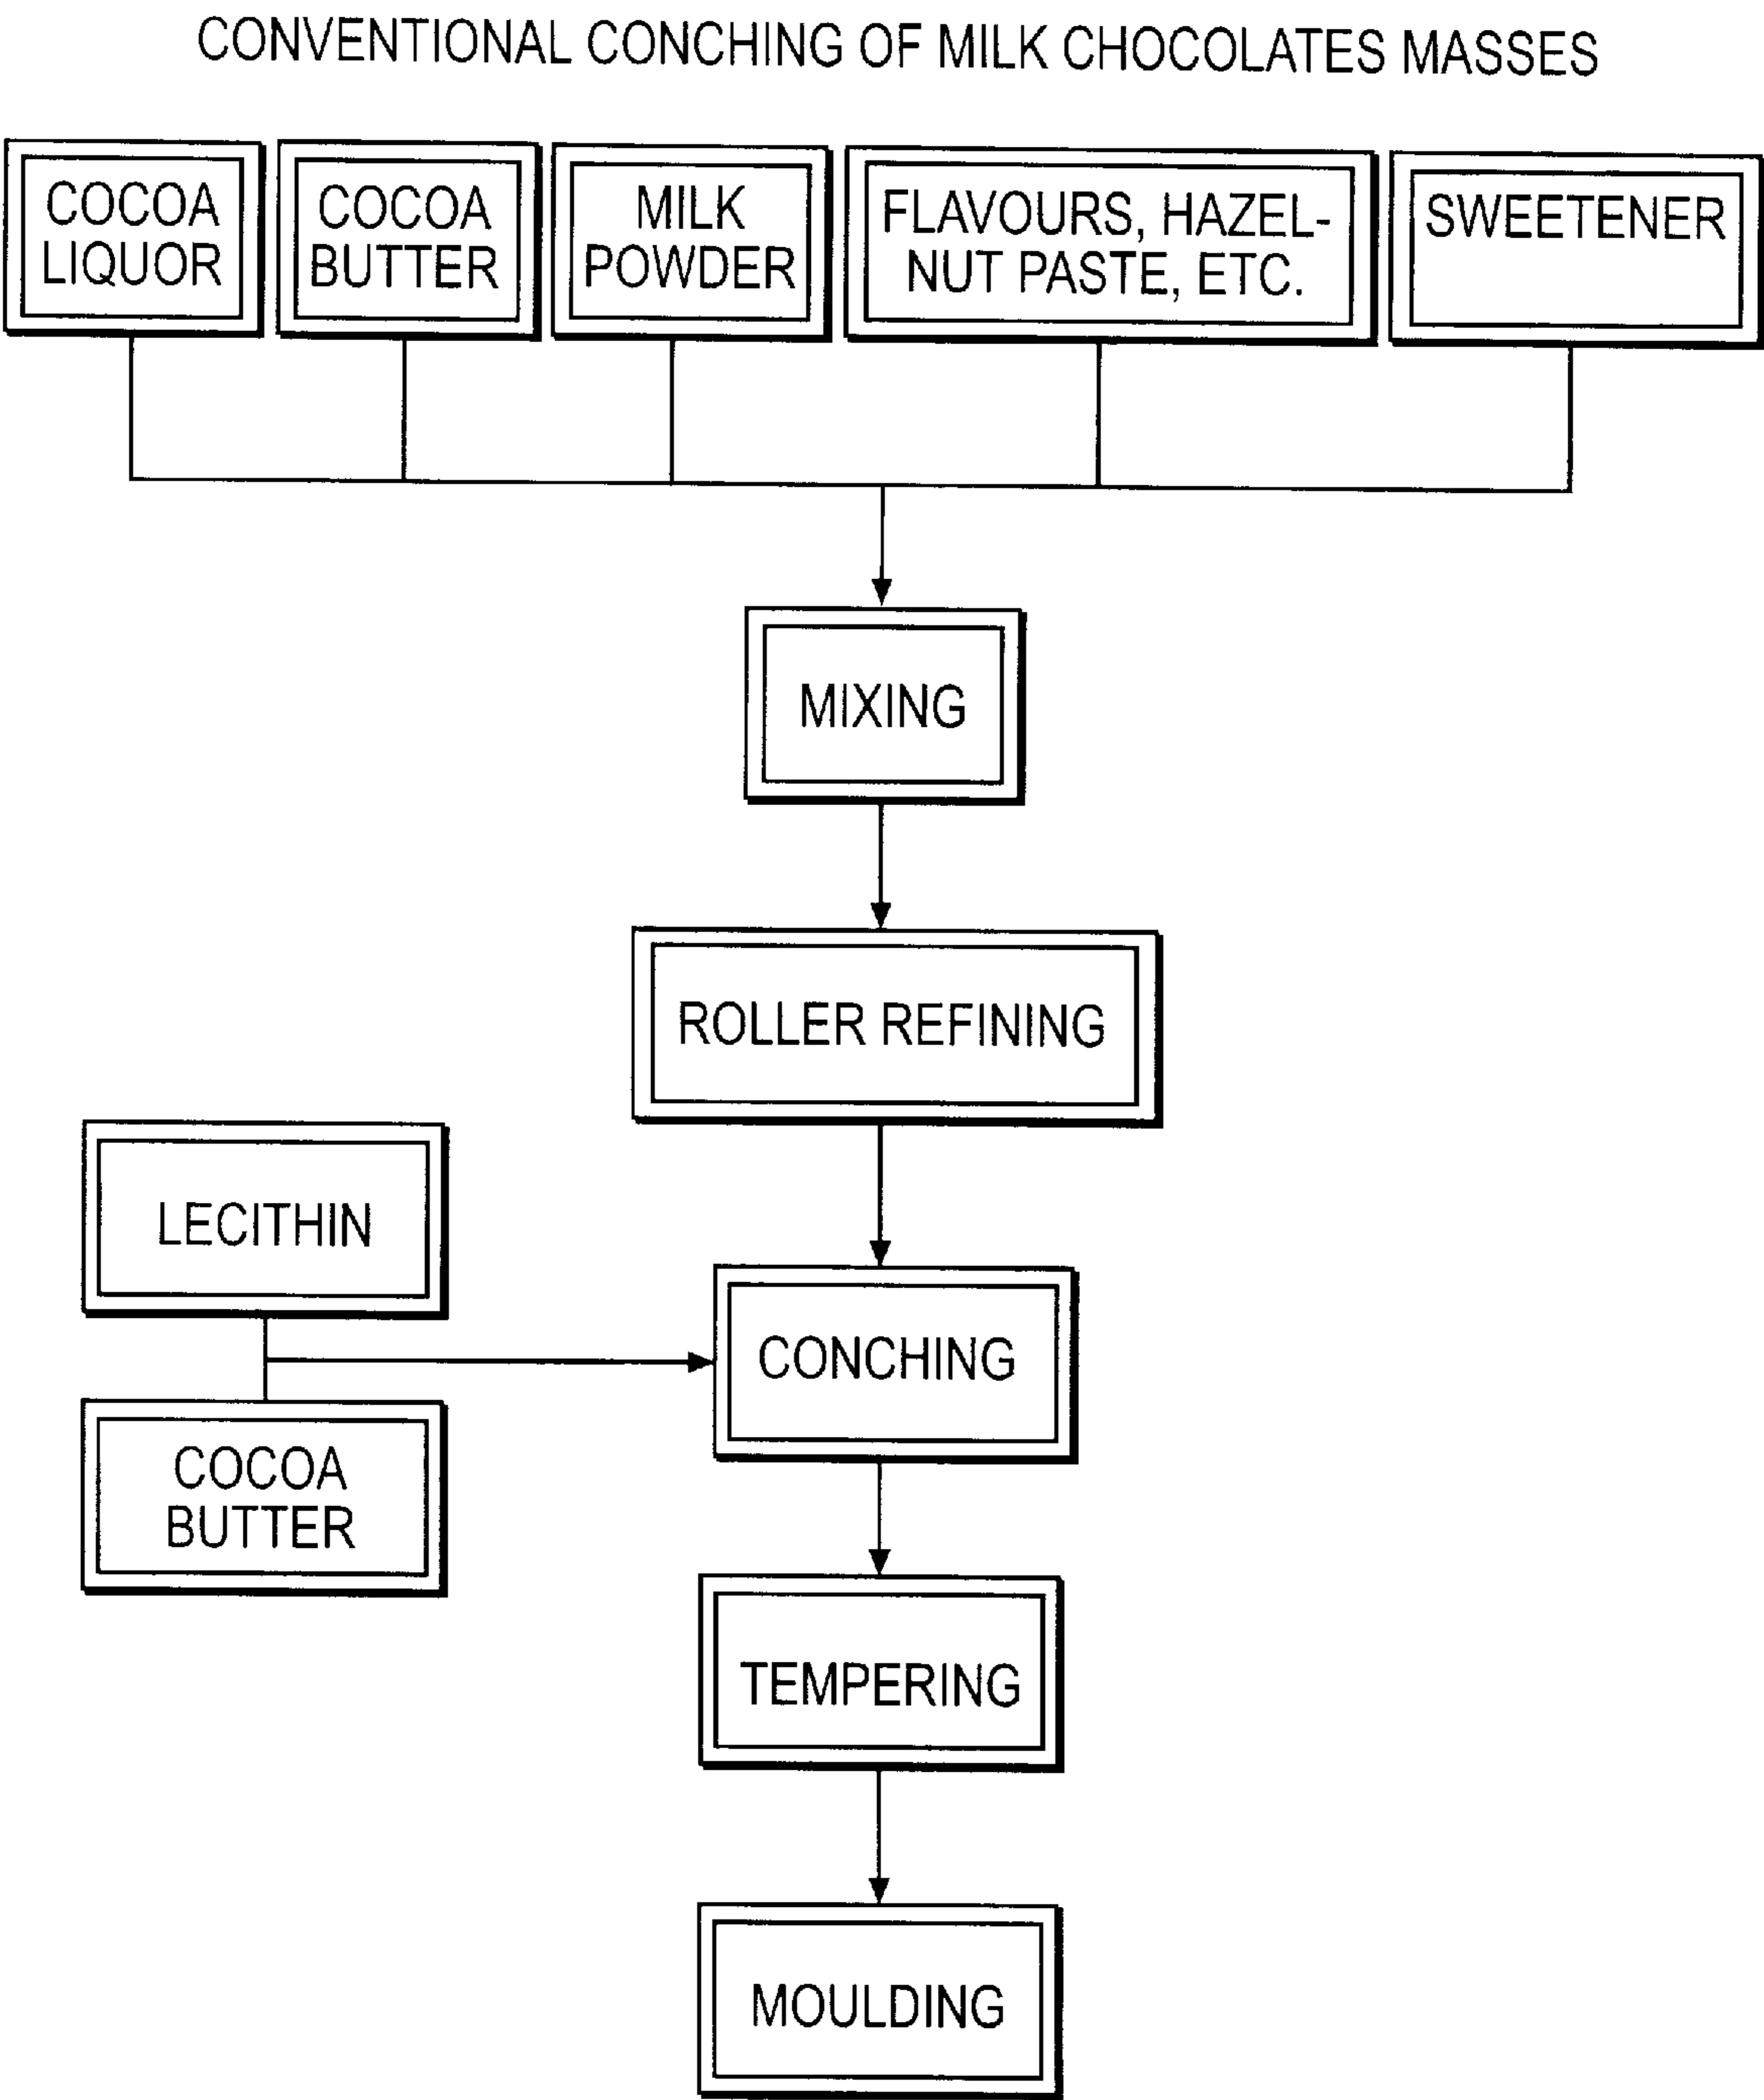 CONVENTIONAL CONCHING OF MILK CHOCOLATES MASSES
COCOA
LIQUOR
COCOA
BUTTER
MILK
POWDER
FLAVOURS, HAZEL-
NUT PASTE, ETC.
SWEETENER
MIXING
ROLLER REFINING
LECITHIN
CONCHING
COCOA
BUTTER
TEMPERING
MOULDING